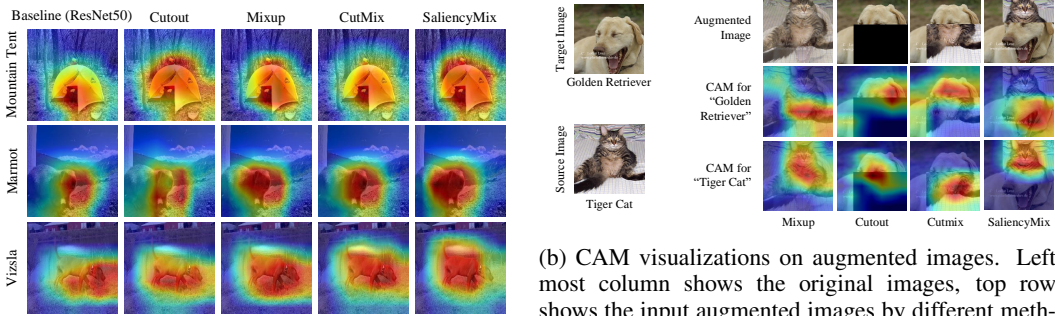 Baseline (ResNet50) Cutout Mixup CutMix SaliencyMix
Mountain Tent
Marmot
Vizsla
Target Image
Golden Retriever
Source Image
Tiger Cat
Augmented
Image
CAM for
“Golden
Retriever”
CAM for
“Tiger Cat”
Mixup Cutout Cutmix SaliencyMix
(b) CAM visualizations on augmented images. Left
most column shows the original images, top row
shows the input augmented images by different meth-